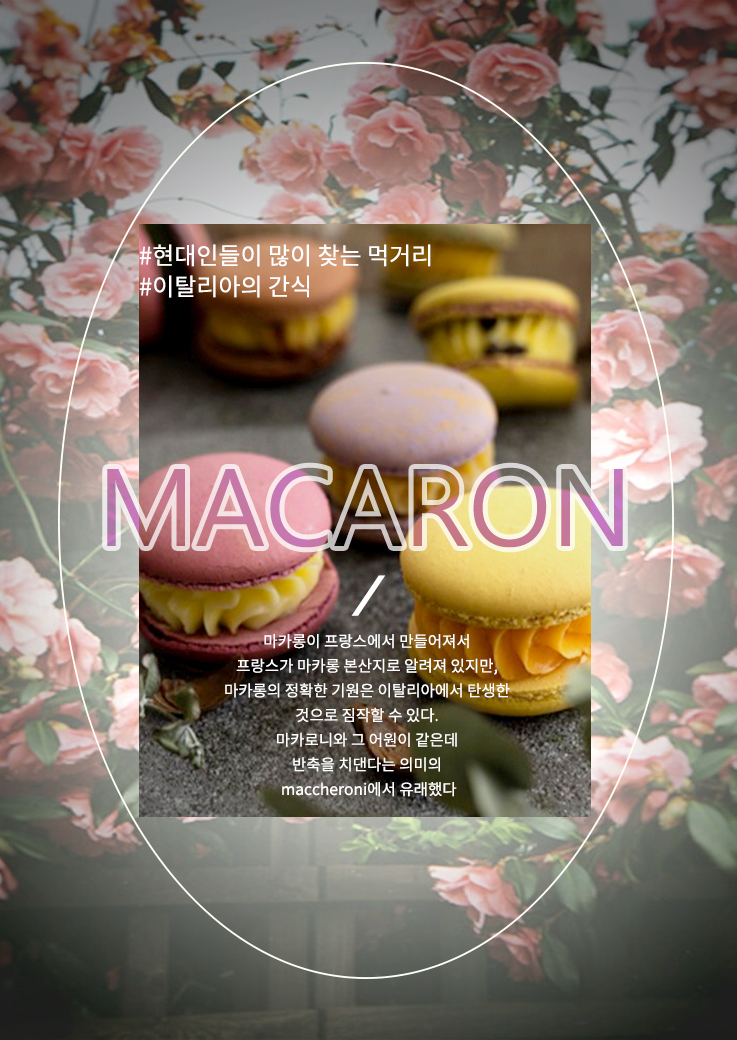 #현대인들이 많이 찾는 먹거리
#이탈리아의 간식
MACARON
/
마카롱이 프랑스에서 만들어져서
프랑스가 마카롱 본산지로 알려져 있지만,
마카롱의 정확한 기원은 이탈리아에서 탄생한
것으로 짐작할 수 있다.
마카로니와 그 어원이 같은데
반축을 치댄다는 의미의
maccheroni에서 유래했다